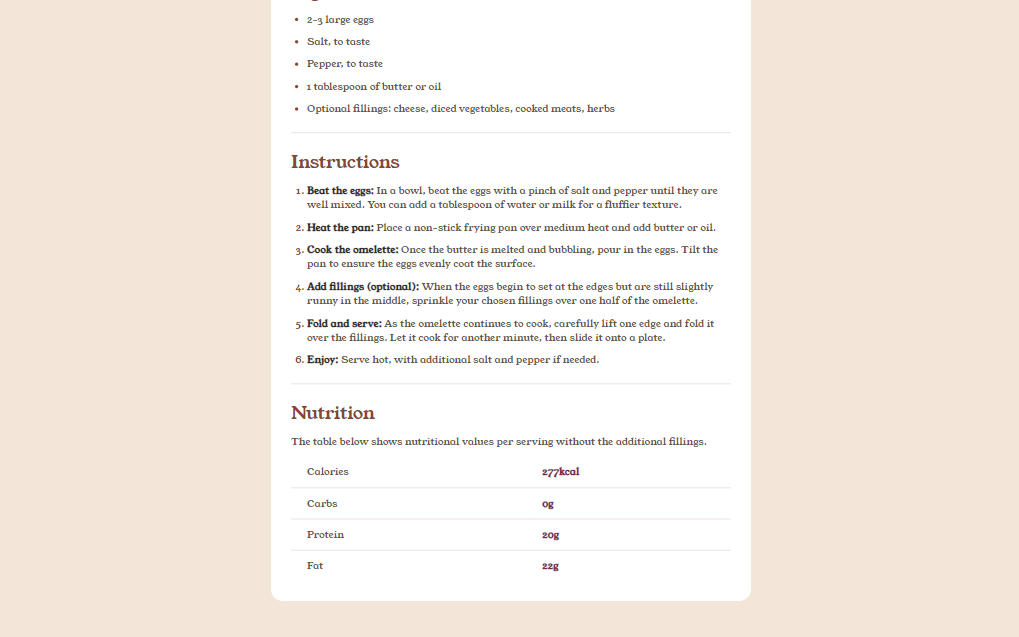 2-3 large eggs
Salt, to taste
Pepper, to taste
1 tablespoon of butter or oil
Optional fillings: cheese, diced vegetables, cooked meats, herbs
Instructions
1. Beat the eggs: In a bowl, beat the eggs with a pinch of salt and pepper until they are
well mixed. You can add a tablespoon of water or milk for a fluffier texture.
2. Heat the pan: Place a non-stick frying pan over medium heat and add butter or oil.
3. Cook the omelette: Once the butter is melted and bubbling, pour in the eggs. Tilt the
pan to ensure the eggs evenly coat the surface.
4. Add fillings (optional): When the eggs begin to set at the edges but are still slightly
runny in the middle, sprinkle your chosen fillings over one half of the omelette.
5. Fold and serve: As the omelette continues to cook, carefully lift one edge and fold it
over the fillings. Let it cook for another minute, then slide it onto a plate.
6. Enjoy: Serve hot, with additional salt and pepper if needed.
Nutrition
The table below shows nutritional values per serving without the additional fillings.
Calories 277kcal
Carbs 0g
Protein 20g
Fat 22g